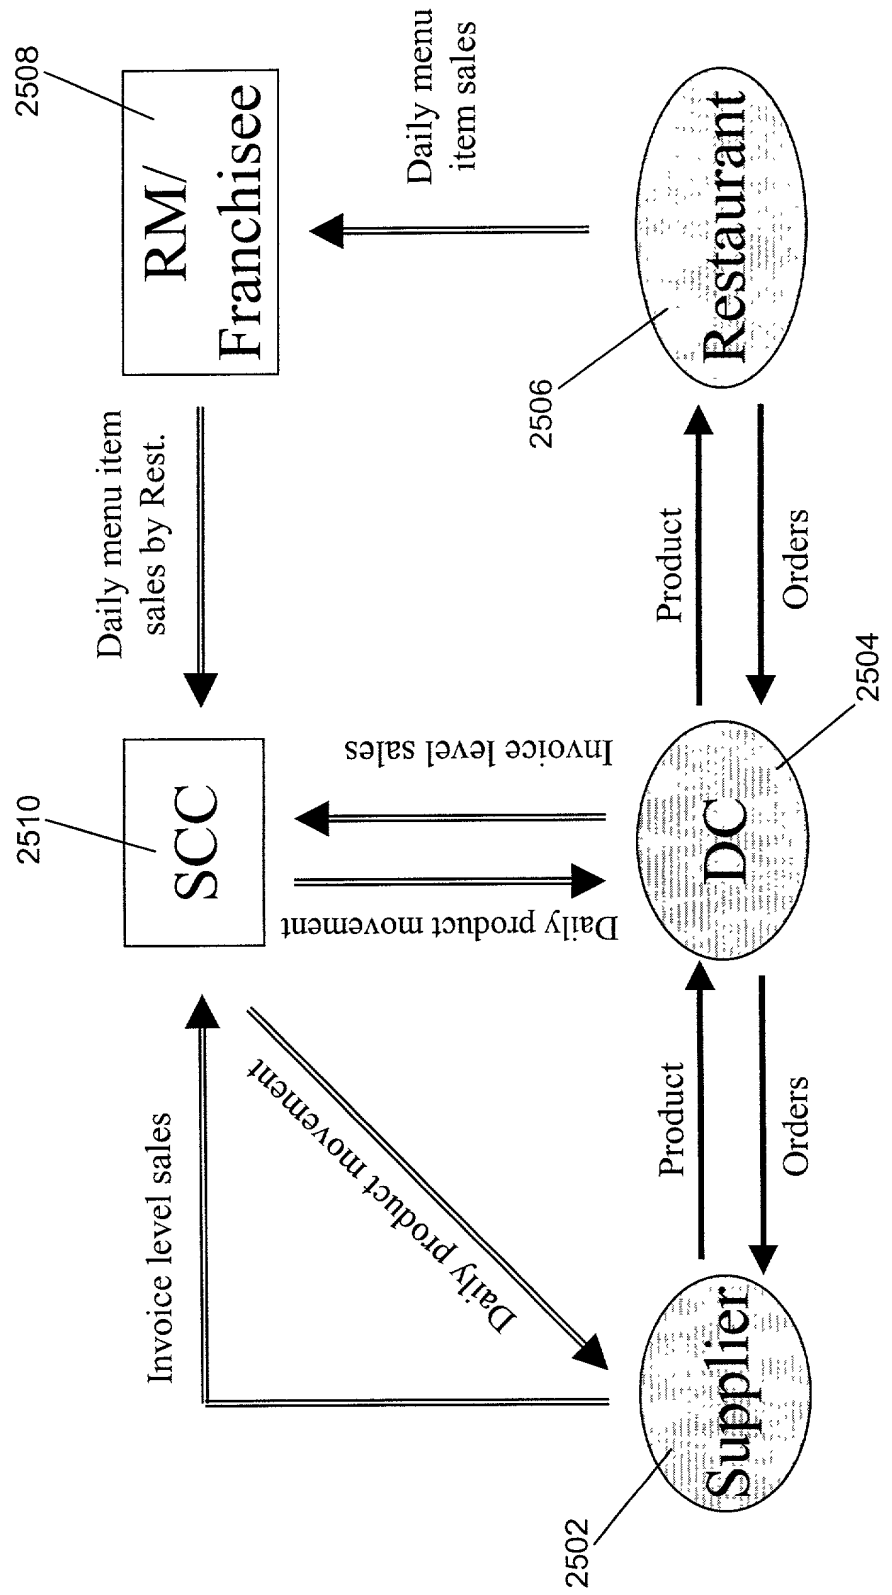 2510
2508
SCC
RM/
Franchisee
Daily menu item
sales by Rest.
Invoice level sales
Daily product movement
Daily product movement
Invoice level sales
Daily menu
item sales
2502
Supplier
Product
Orders
DC
2504
Product
Orders
2506
Restaurant